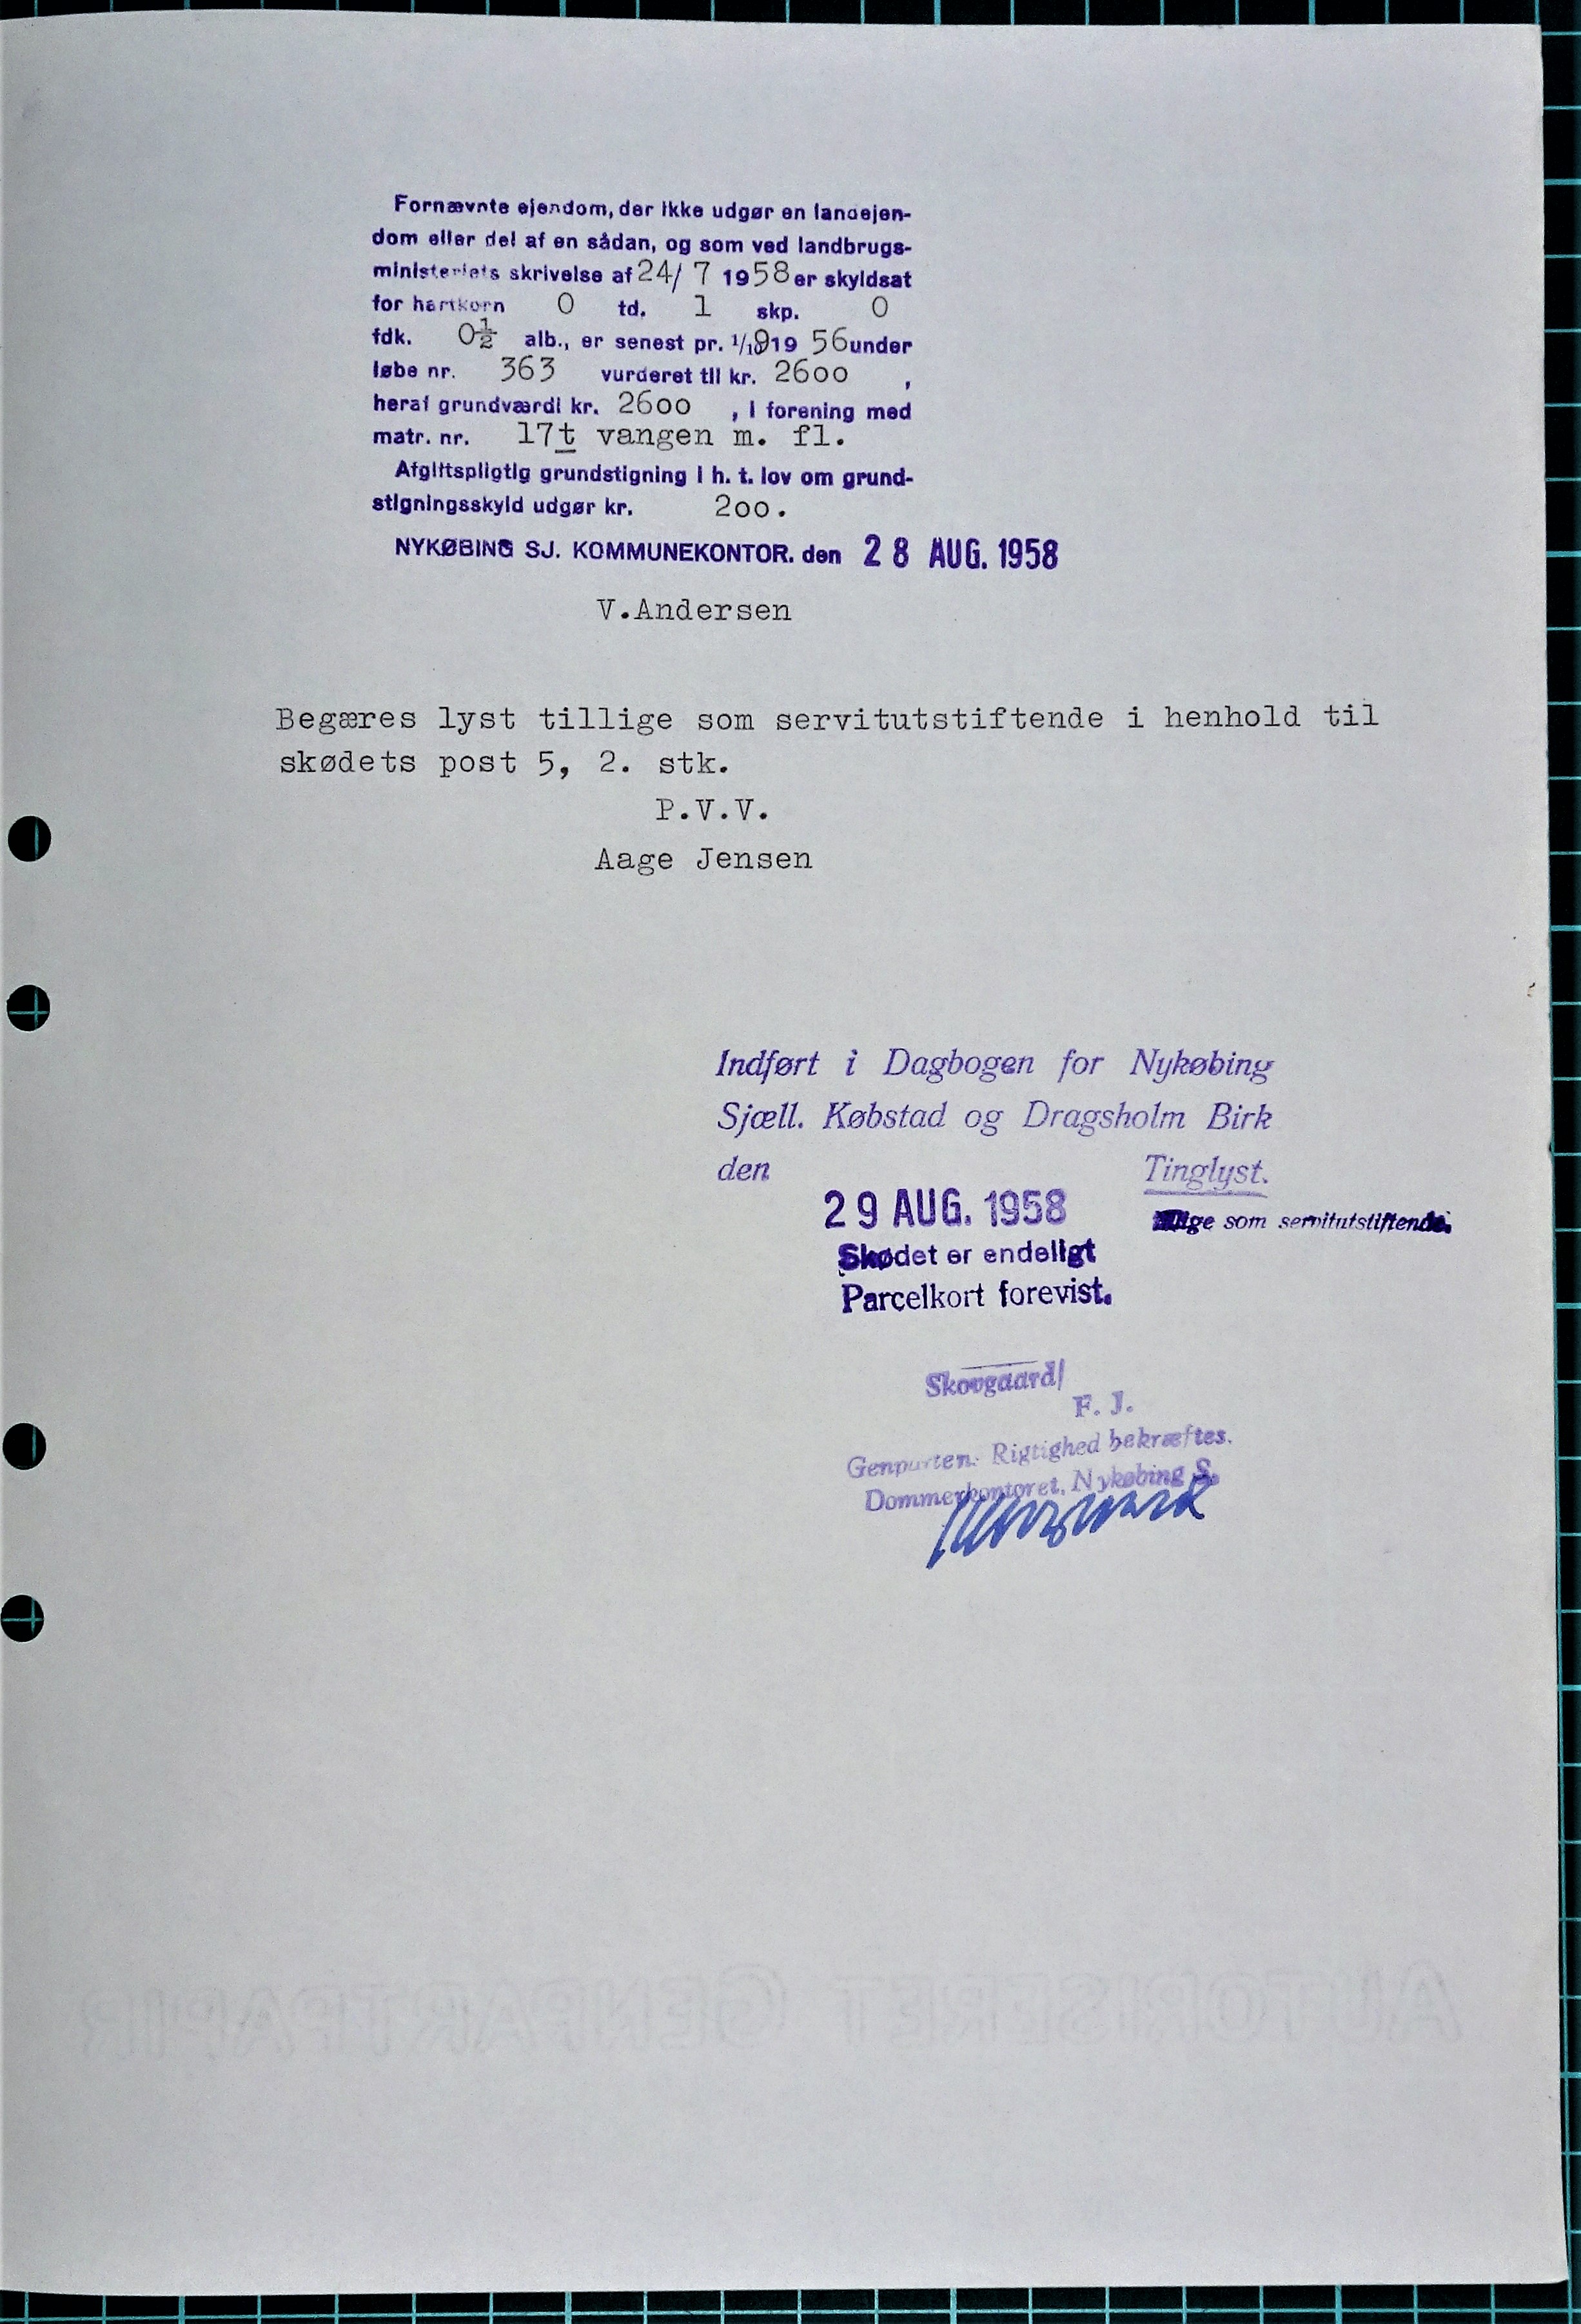 Fornævnte ejendom, der ikke udgør en landejen-
dom eller del af en sådan, og som ved landbrugs-
ministeriets skrivelse af 24/ 7 1958 er skyldsat
for hartkorn 0 td. 1 skp. 0
fdk. 0½ alb., er senest pr. 1/10 19 56 under
løbe nr. 363 vurderet til kr. 2600 ,
heraf grundværdi kr. 2600 , i forening med
matr. nr. 17t vangen m. fl.
Afgiftspligtig grundstigning i h. t. lov om grund-
stigningsskyld udgør kr. 200.
NYKØBING SJ. KOMMUNEKONTOR. den 28 AUG. 1958
V.Andersen
Begæres lyst tillige som servitutstiftende i henhold til
skødets post 5, 2. stk.
P.V.V.
Aage Jensen
Indført i Dagbogen for Nykøbing
Sjæll. Købstad og Dragsholm Birk
den Tinglyst.
29 AUG. 1958 tillige som servitutstiftende.
Skødet er endeligt
Parcelkort forevist.
Skovgaard/
F. J.
Genpartens Rigtighed bekræftes.
Dommerkontoret, Nykøbing S.
AUTORISERET GENPARTPAPIR